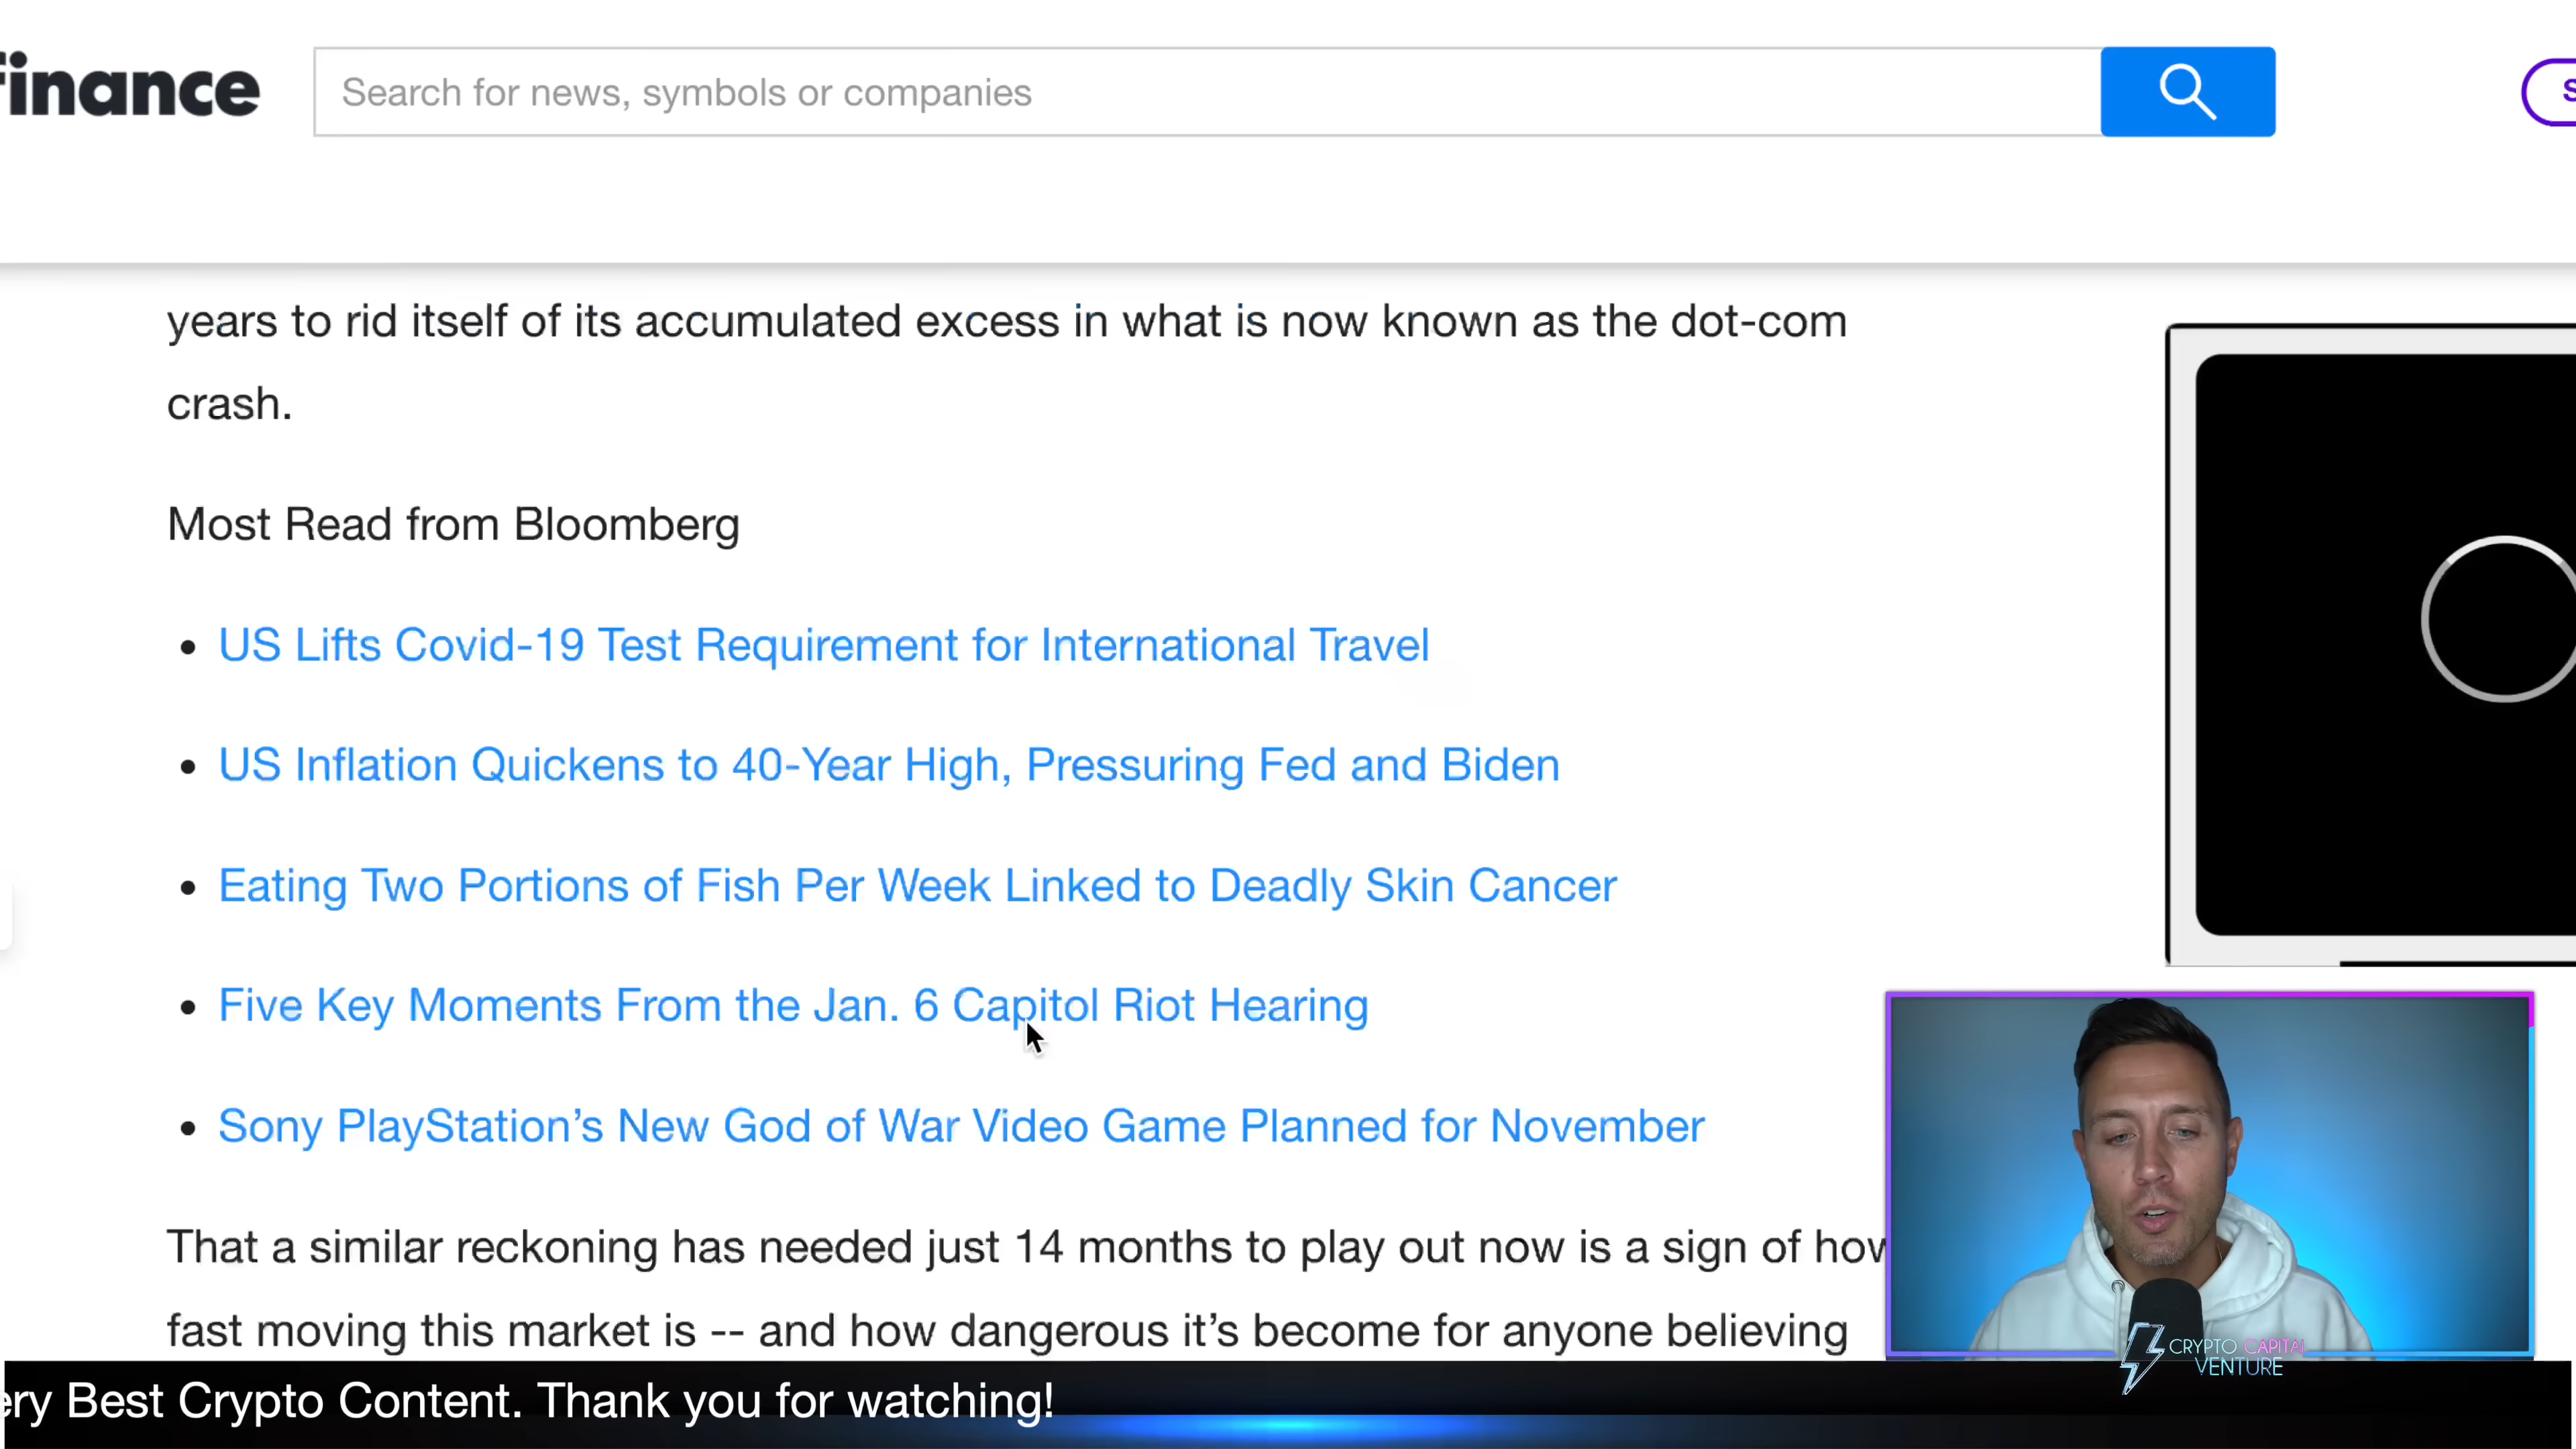 finance
Search for news, symbols or companies
years to rid itself of its accumulated excess in what is now known as the dot-com
crash.
Most Read from Bloomberg
• US Lifts Covid-19 Test Requirement for International Travel
• US Inflation Quickens to 40-Year High, Pressuring Fed and Biden
• Eating Two Portions of Fish Per Week Linked to Deadly Skin Cancer
• Five Key Moments From the Jan. 6 Capitol Riot Hearing
• Sony PlayStation’s New God of War Video Game Planned for November
That a similar reckoning has needed just 14 months to play out now is a sign of how
fast moving this market is -- and how dangerous it’s become for anyone believing
CRYPTO CAPITAL
VENTURE
ery Best Crypto Content. Thank you for watching!